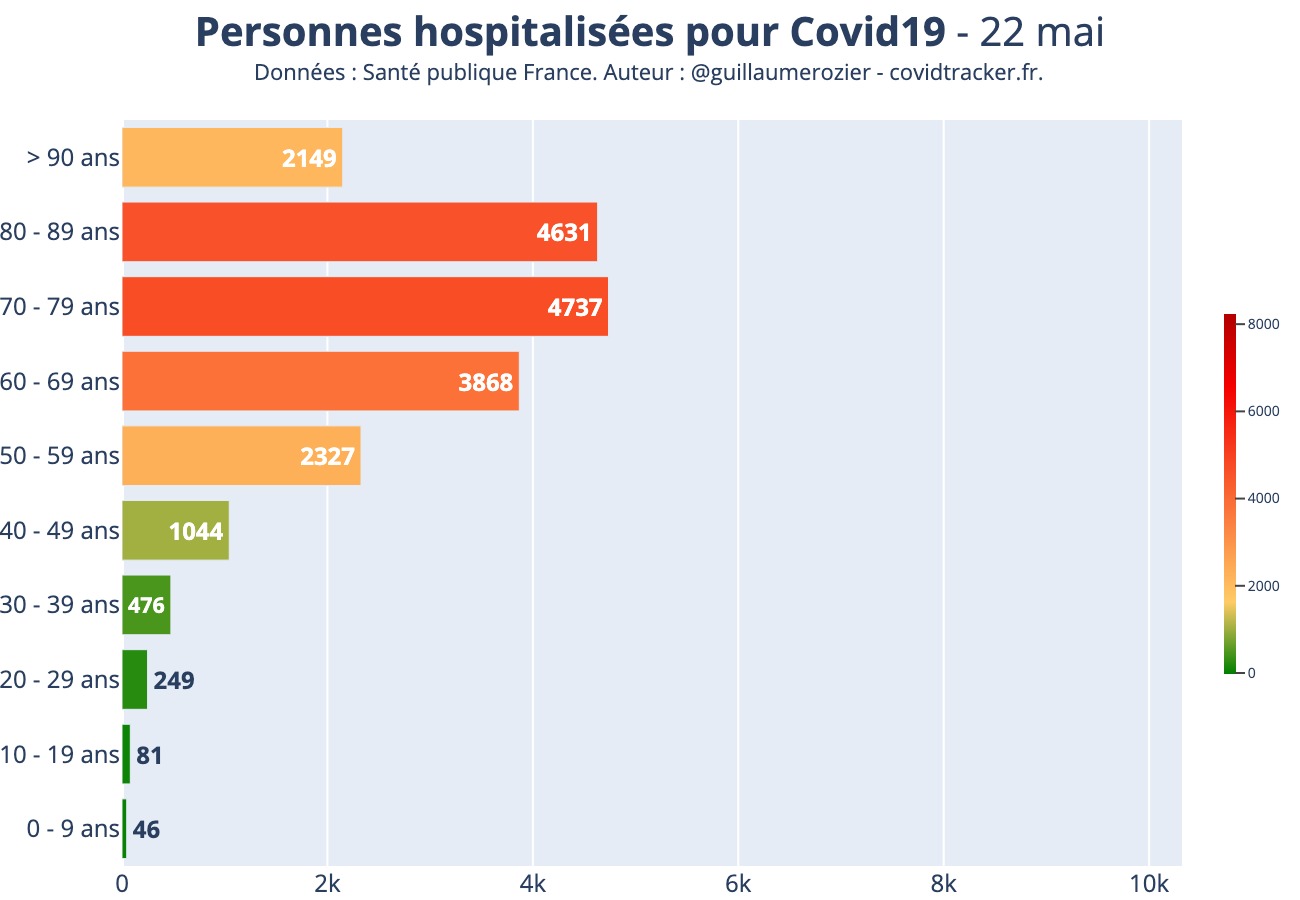 Personnes hospitalisées pour Covid19 - 22 mai
Données : Santé publique France. Auteur : @guillaumerozier - covidtracker.fr.
> 90 ans 2149
80 - 89 ans 4631
70 - 79 ans 4737
60 - 69 ans 3868
50 - 59 ans 2327
40 - 49 ans 1044
30 - 39 ans 476
20 - 29 ans 249
10 - 19 ans 81
0 - 9 ans 46
0 2k 4k 6k 8k 10k
8000
6000
4000
2000
0